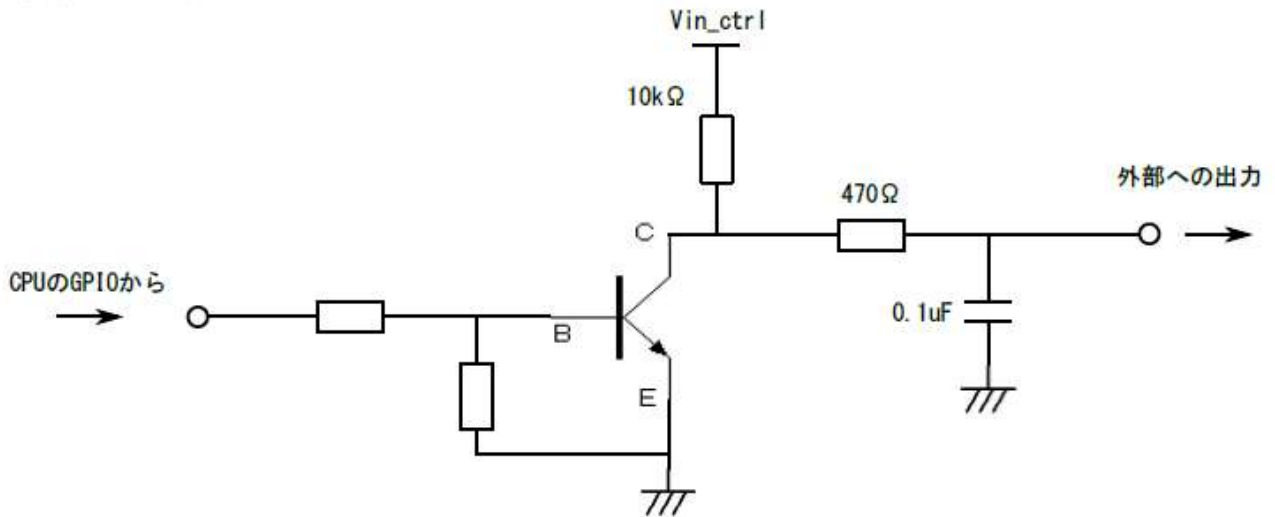 Vin_ctrl
10kΩ
470Ω
外部への出力
C
CPUのGPIOから
B
0.1uF
E